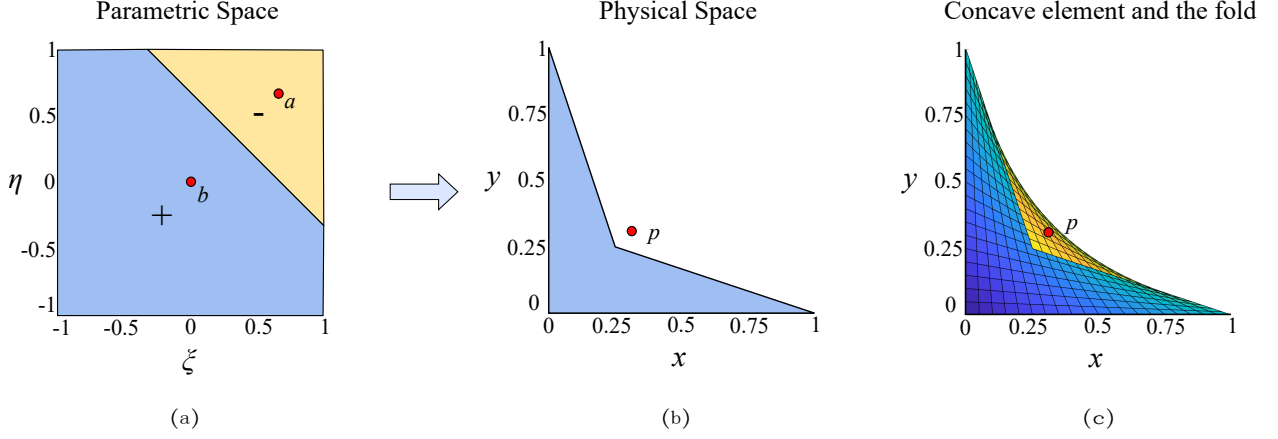 Parametric Space
1
0.5
η
0
-0.5
-1
-1
-0.5
0
0.5
1
ξ
a
-
b
+
(a)
Physical Space
1
0.75
y
0.5
0.25
0
0
0.25
0.5
0.75
1
x
p
(b)
Concave element and the fold
1
0.75
y
0.5
0.25
0
0
0.25
0.5
0.75
1
x
p
(c)